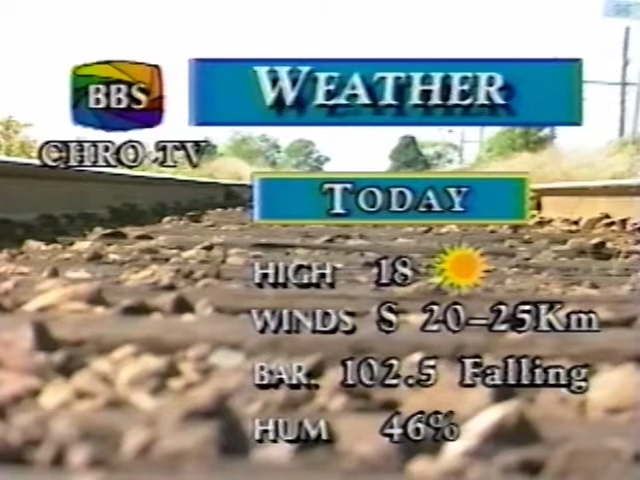 BBS
WEATHER
CHRO TV
TODAY
HIGH 18
WINDS S 20-25Km
BAR. 102.5 Falling
HUM 46%